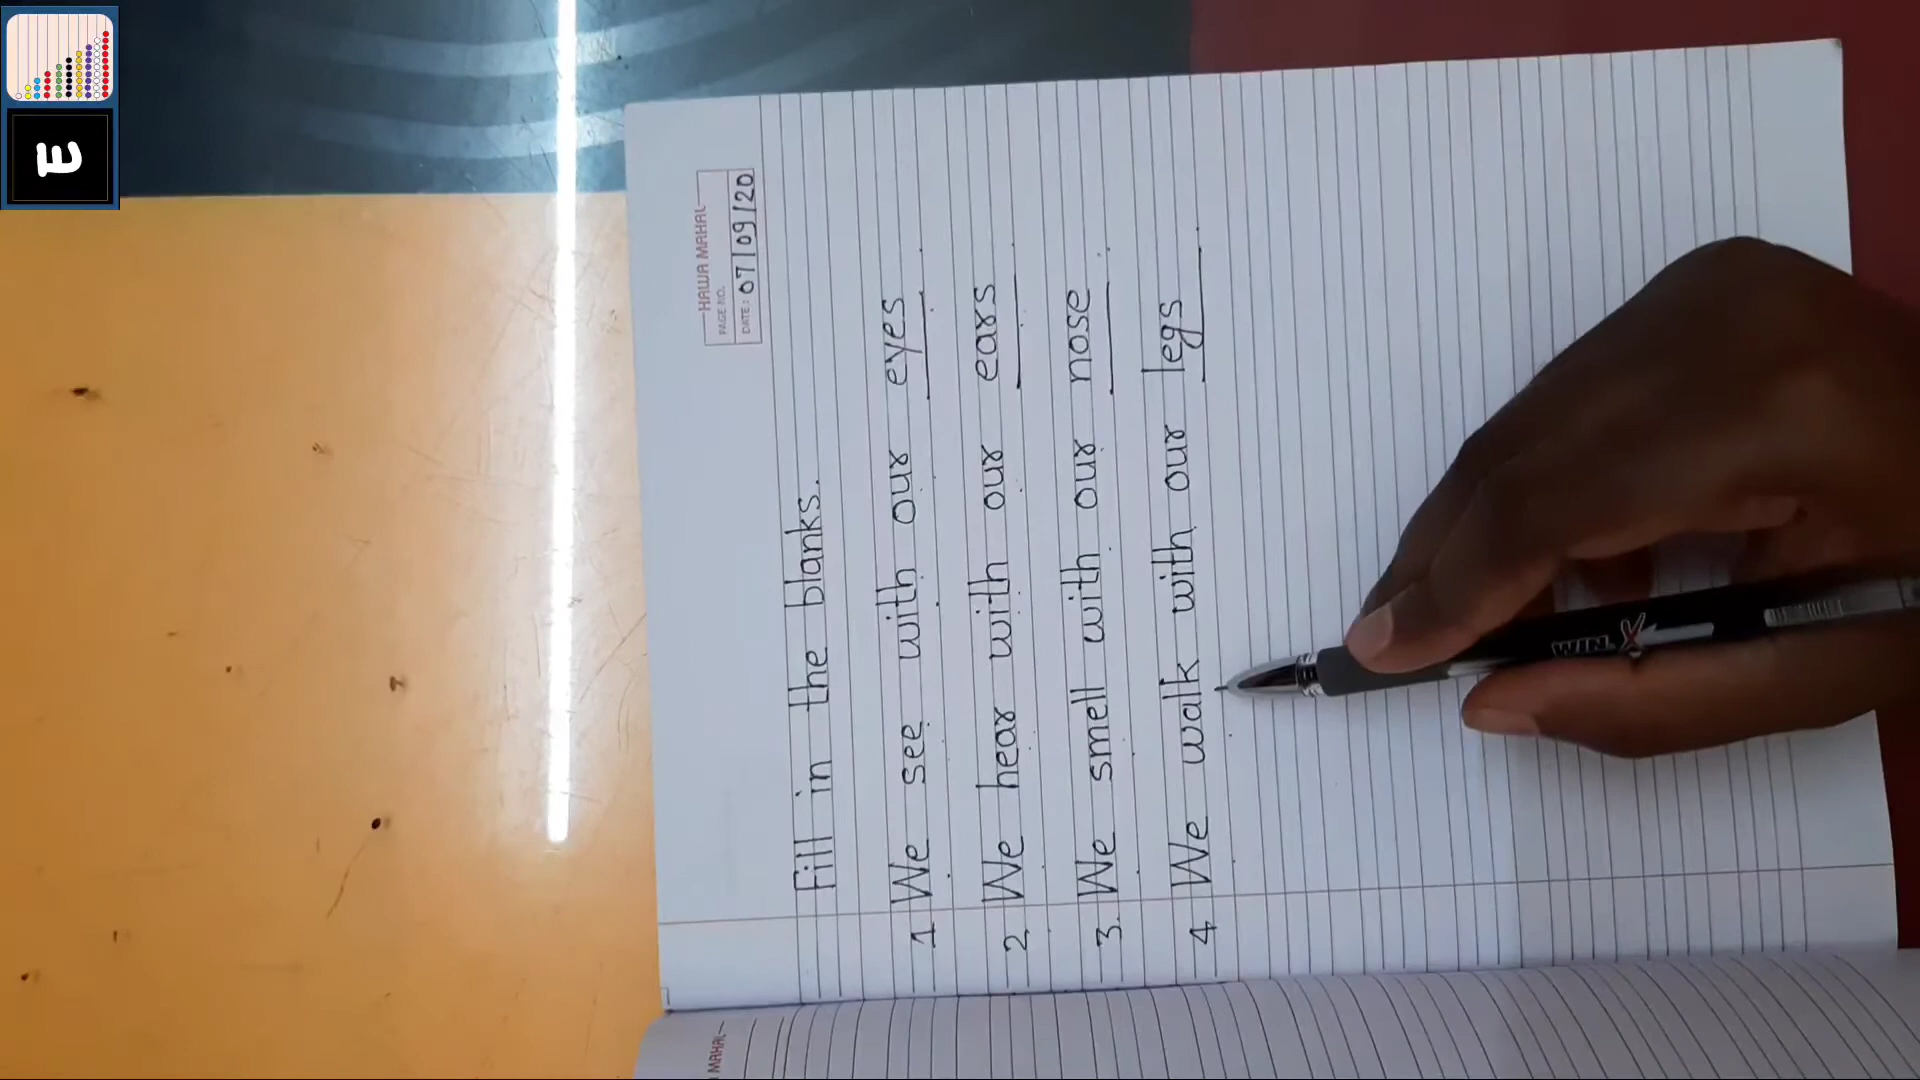 HAWA MAHAL
PAGE NO.
DATE: 07/09/20
Fill in the blanks.
1 We see with our eyes.
2 We hear with our ears.
3. We smell with our nose.
4 We walk with our legs.
WIN X
MAHAL
E